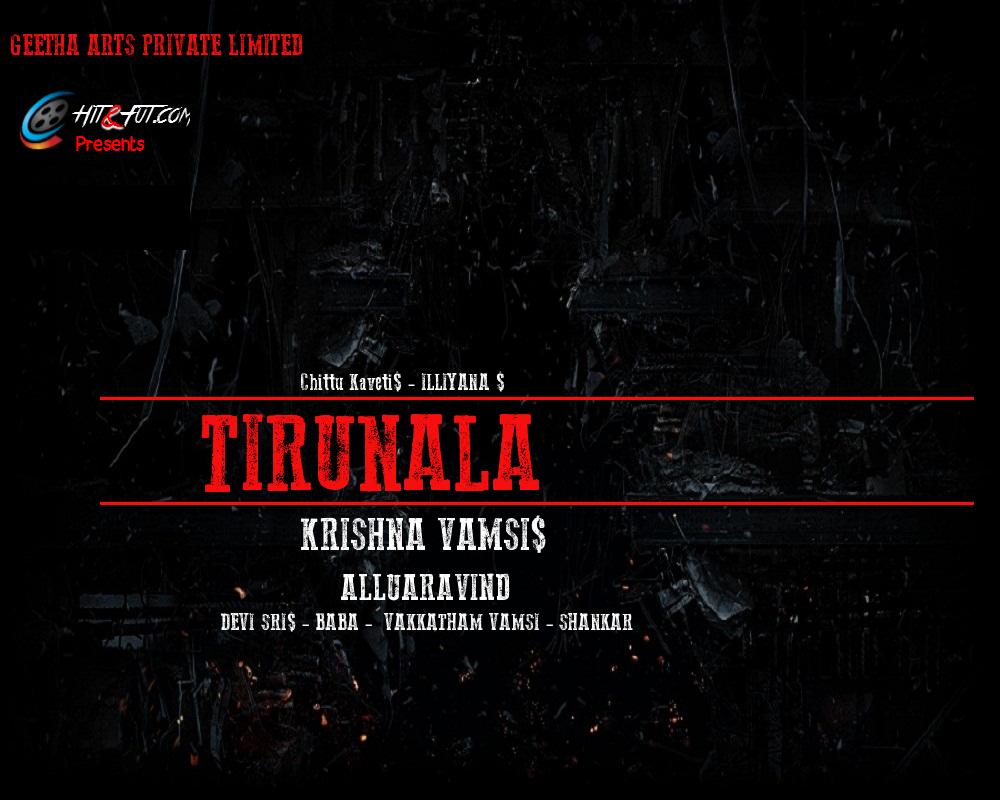 GEETHA ARTS PRIVATE LIMITED
HIT&FUT.COM
Presents
Chittu Kaveti$ - ILLIYANA $
TIRUNALA
KRISHNA VAMSI$
ALLUARAVIND
DEVI SRI$ - BABA - VAKKATHAM VAMSI - SHANKAR